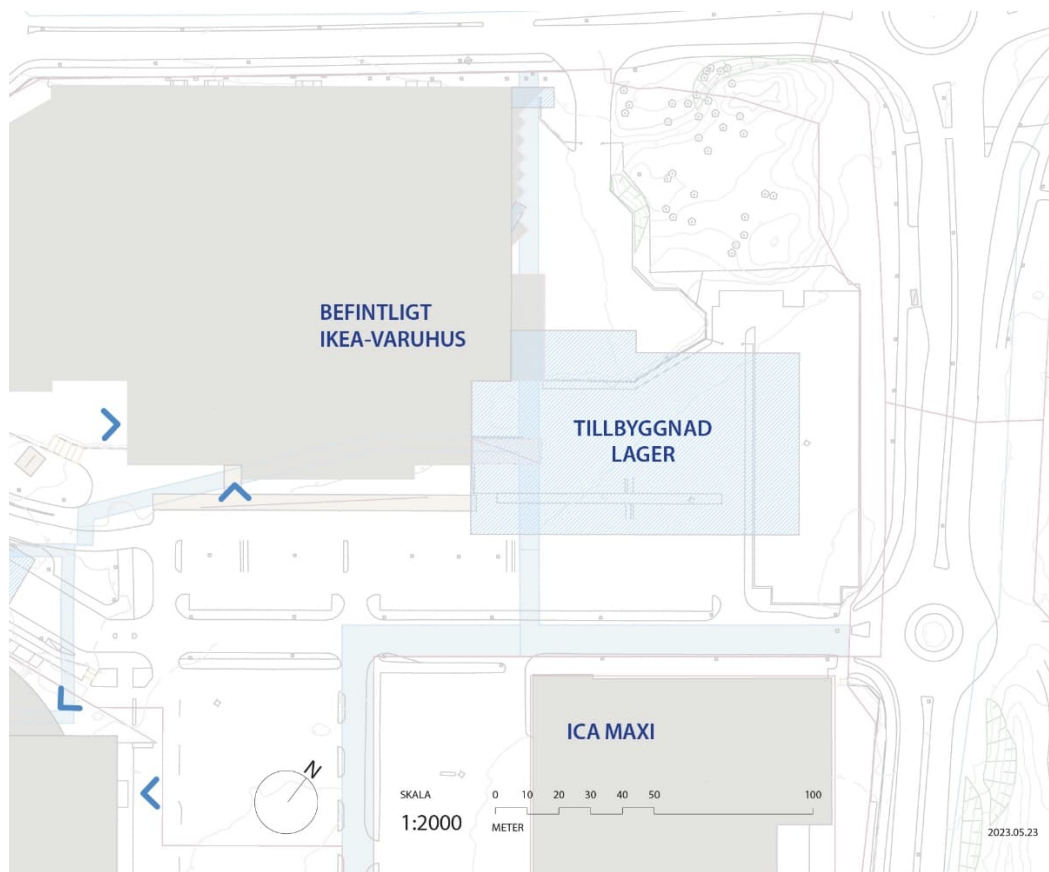 BEFINTLIGT
IKEA-VARUHUS
TILLBYGGNAD
LAGER
ICA MAXI
N
SKALA
1:2000
0 10 20 30 40 50 100
METER
2023.05.23